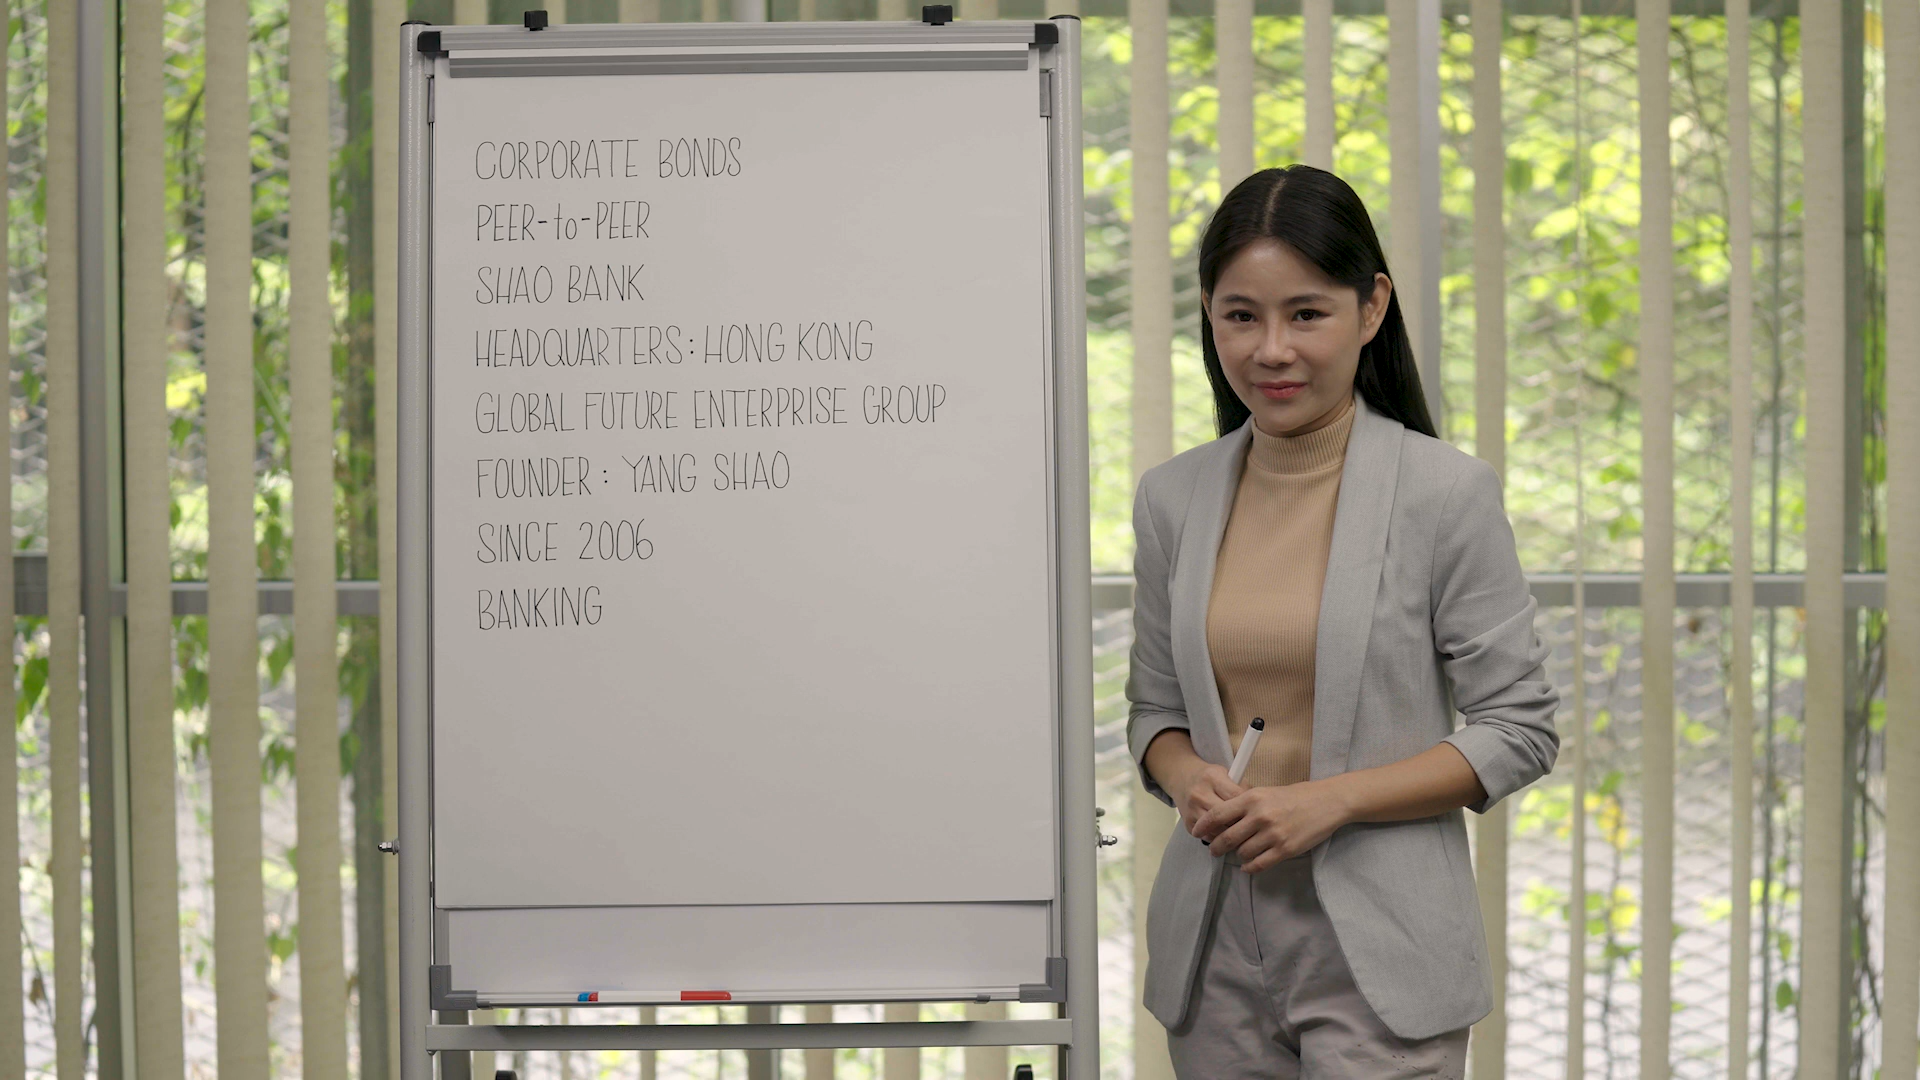 CORPORATE BONDS
PEER-to-PEER
SHAO BANK
HEADQUARTERS: HONG KONG
GLOBAL FUTURE ENTERPRISE GROUP
FOUNDER: YANG SHAO
SINCE 2006
BANKING